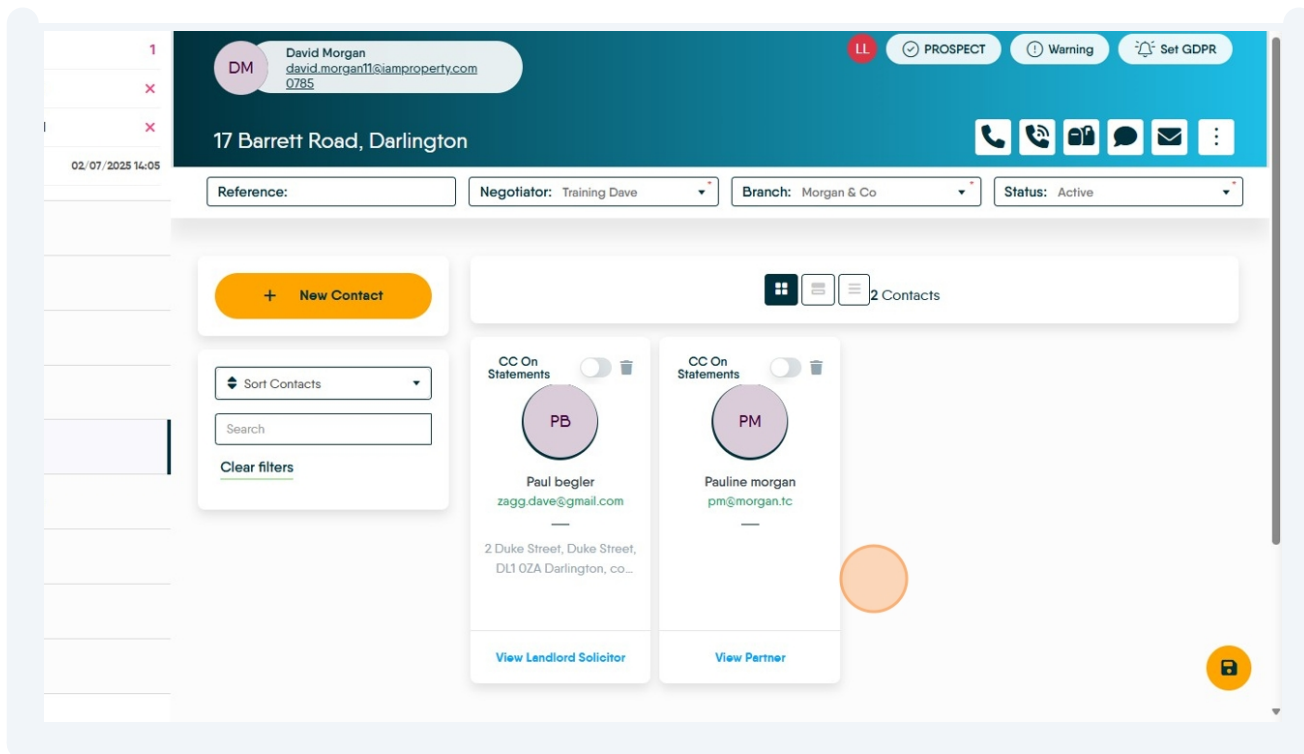 1
02/07/2025 14:05
DM
David Morgan
david.morgan11@iamproperty.com
0785
LL
PROSPECT
Warning
Set GDPR
17 Barrett Road, Darlington
Reference:
Negotiator: Training Dave
Branch: Morgan & Co
Status: Active
+ New Contact
2 Contacts
Sort Contacts
Search
Clear filters
CC On
Statements
PB
Paul begler
zagg.dave@gmail.com
—
2 Duke Street, Duke Street,
DL1 0ZA Darlington, co...
View Landlord Solicitor
CC On
Statements
PM
Pauline morgan
pm@morgan.tc
—
View Partner